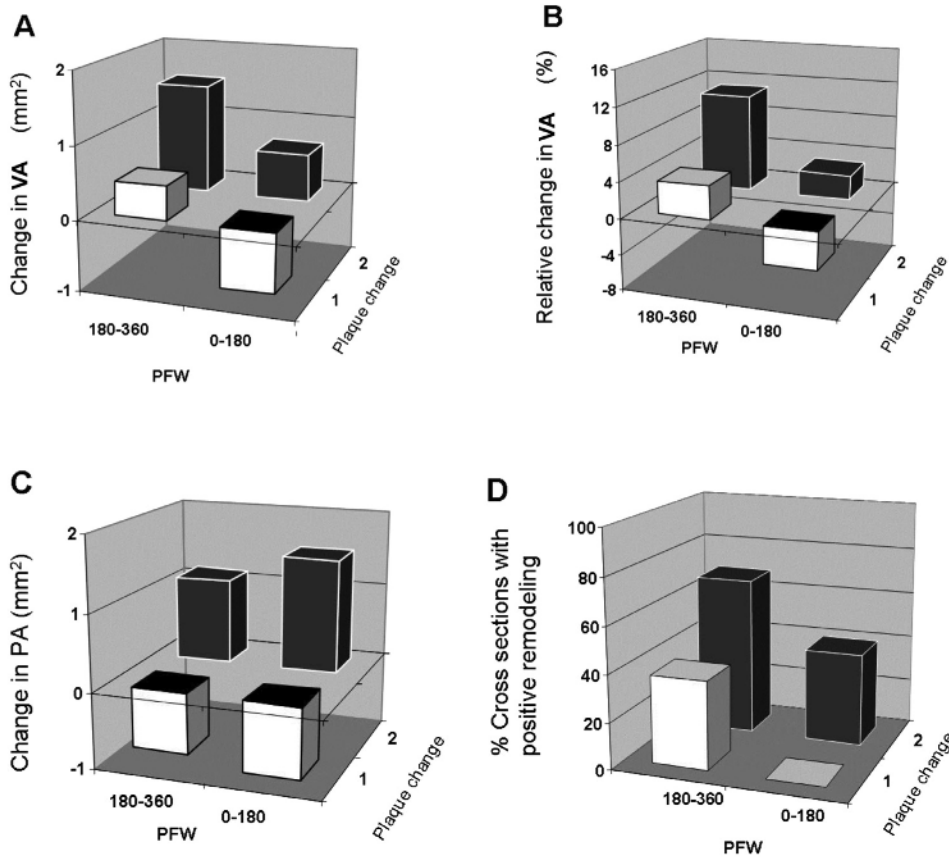 A
Change in VA (mm²)
2
1
0
-1
180-360
0-180
PFW
1
2
Plaque change
B
Relative change in VA (%)
16
12
8
4
0
-4
-8
180-360
0-180
PFW
1
2
Plaque change
C
Change in PA (mm²)
2
1
0
-1
180-360
0-180
PFW
1
2
Plaque change
D
% Cross sections with
positive remodeling
100
80
60
40
20
0
180-360
0-180
PFW
1
2
Plaque change